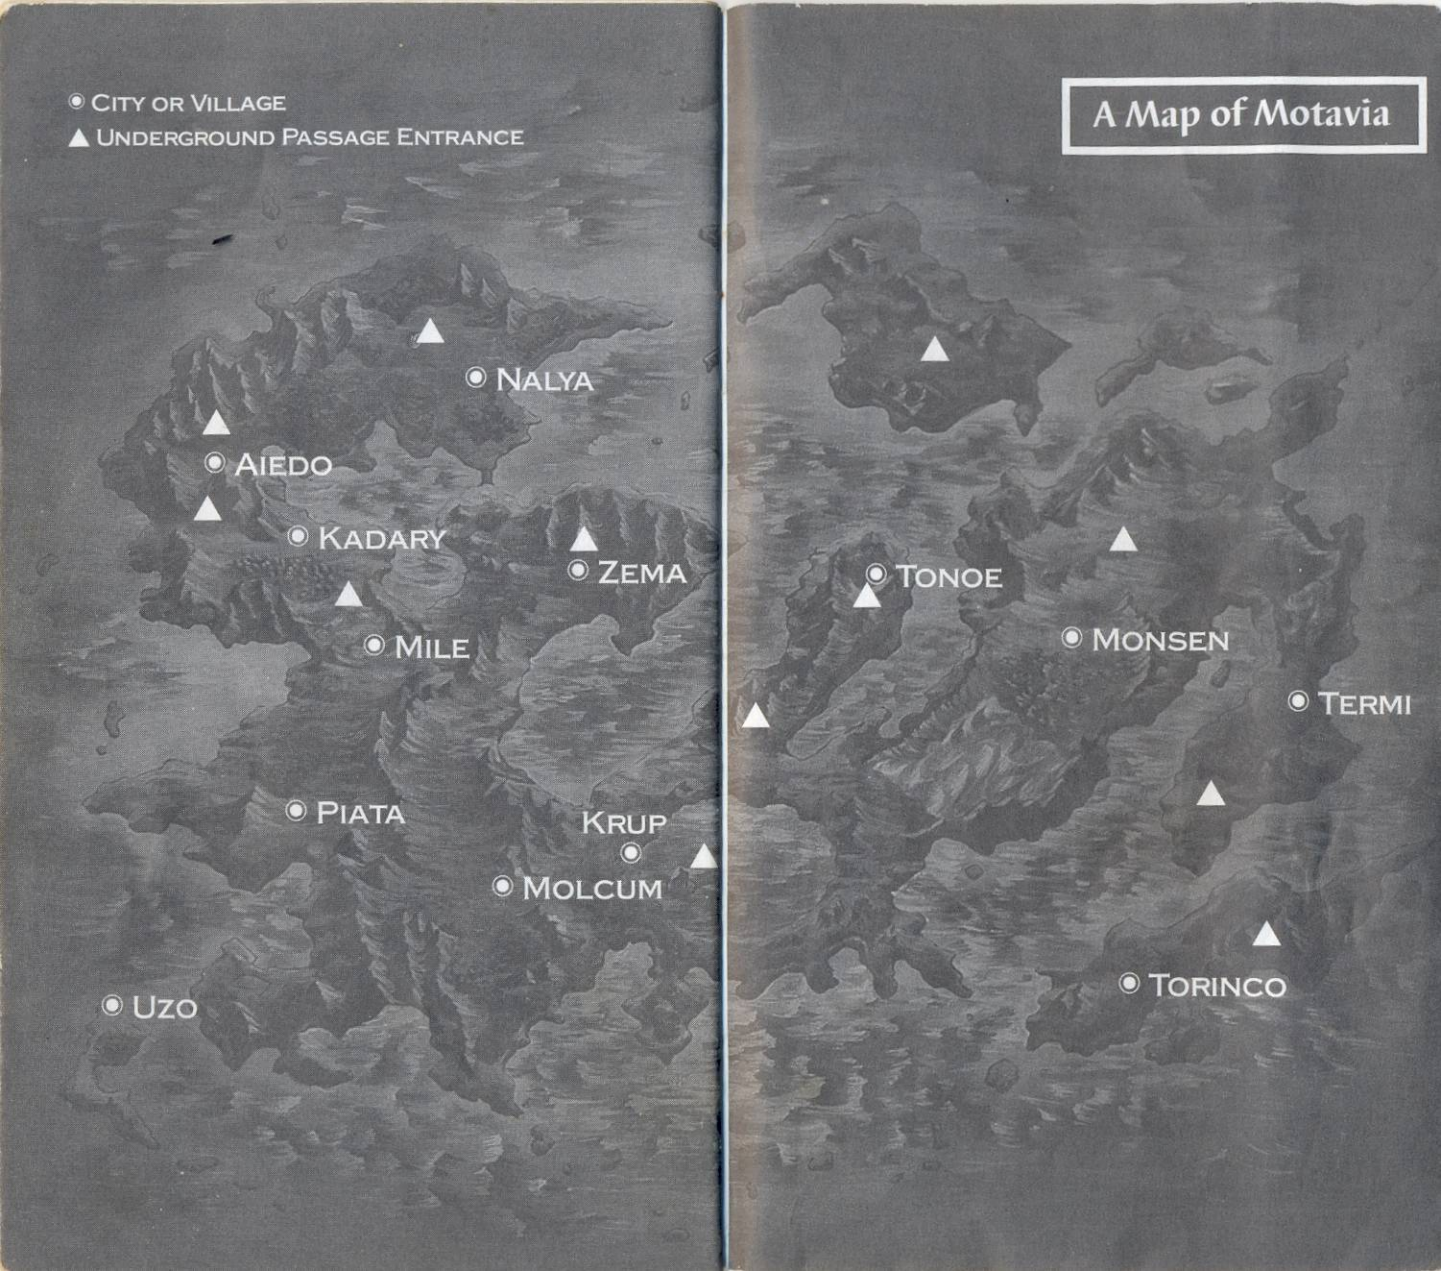 City or Village
Underground Passage Entrance
A Map of Motavia
Nalya
Aiedo
Kadary
Zema
Tonoe
Mile
Monsen
Termi
Piata
Krup
Molcum
Torinco
Uzo